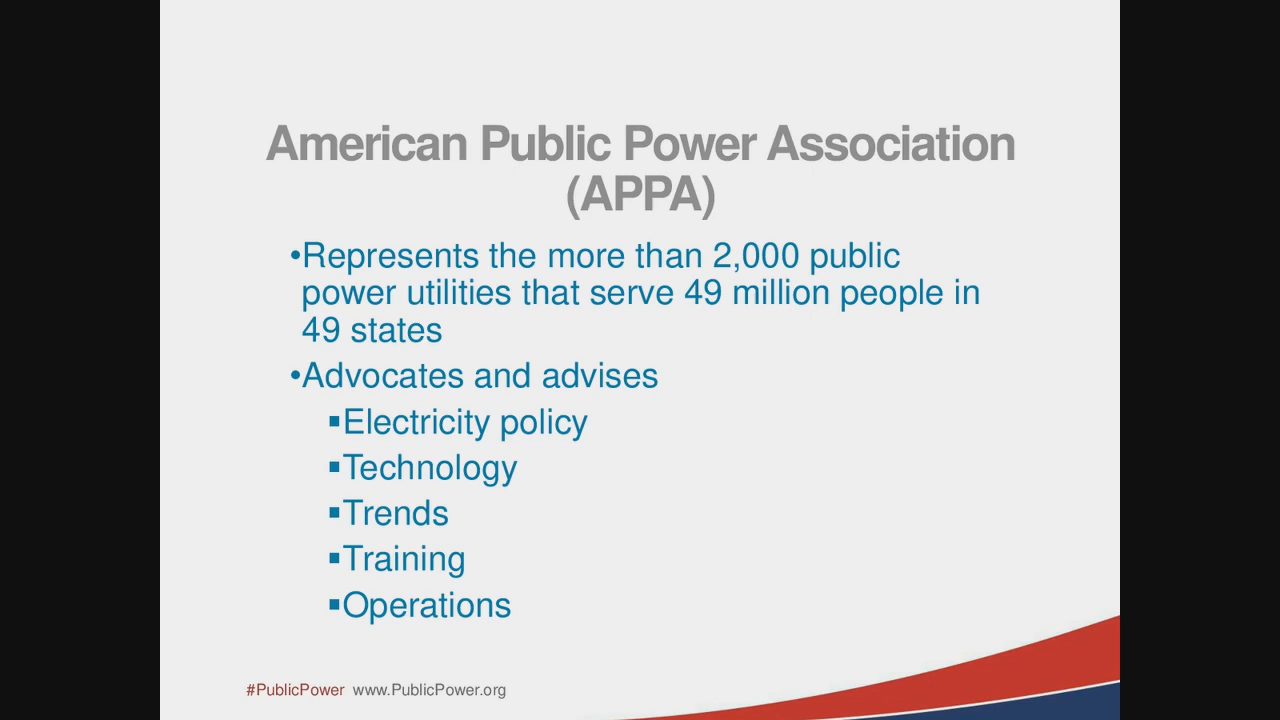 American Public Power Association
(APPA)
•Represents the more than 2,000 public
power utilities that serve 49 million people in
49 states
•Advocates and advises
▪Electricity policy
▪Technology
▪Trends
▪Training
▪Operations
#PublicPower www.PublicPower.org